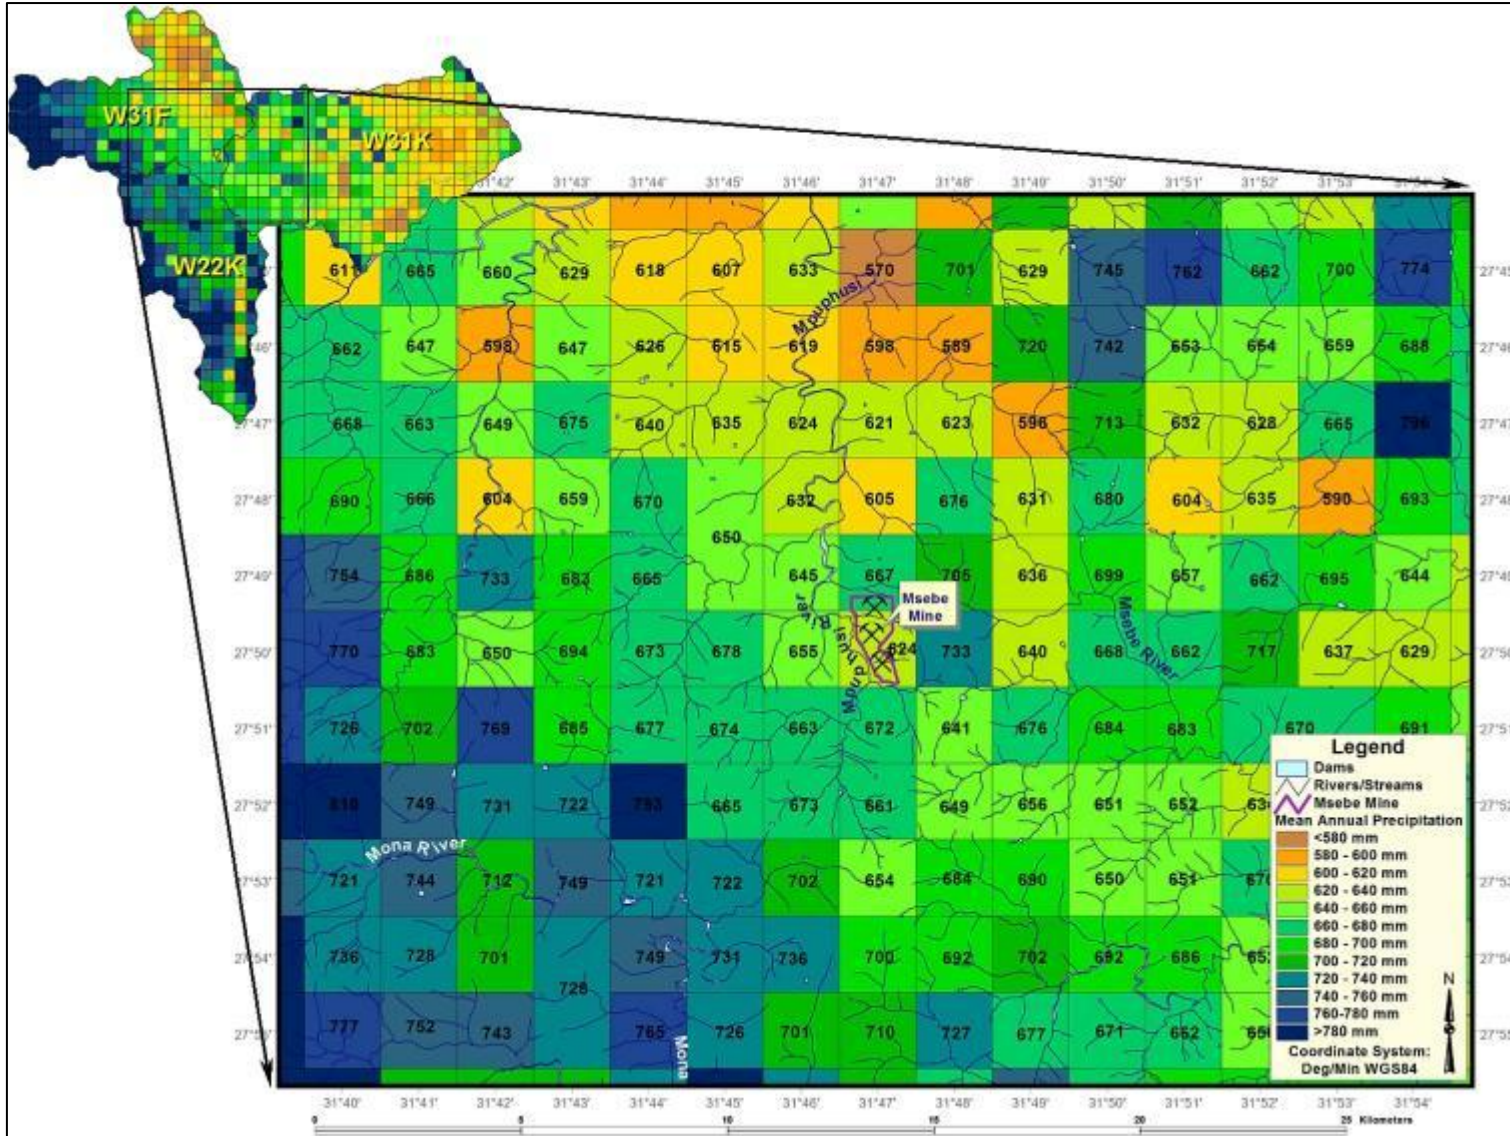 W31F
W31K
W22K
31°42' 31°43' 31°44' 31°45' 31°46' 31°47' 31°48' 31°49' 31°50' 31°51' 31°52' 31°53' 31°54'
611 665 660 629 618 607 633 570 701 629 745 762 662 700 774
Mpuphusi
662 647 598 647 626 615 619 598 589 720 742 653 654 659 688
27°47' 668 663 649 675 640 635 624 621 623 596 713 632 628 665 796
27°48' 690 666 604 659 670 632 605 676 631 680 604 635 590 693
650
27°49' 754 686 733 683 665 645 667 705 636 699 657 662 695 644
Msebe
Mine
Mpuphusi River
Msebe River
27°50' 770 683 650 694 673 678 655 624 733 640 668 662 717 637 629
27°51' 726 702 769 685 677 674 663 672 641 676 684 683 670 691
27°52' 810 749 731 722 793 665 673 661 649 656 651 652
Mona River
27°53' 721 744 712 749 721 722 702 654 684 690 650 651
27°54' 736 728 701 749 731 736 700 692 702 692 686
728
27°55' 777 752 743 765 726 701 710 727 677 671 662
Mona
Legend
Dams
Rivers/Streams
Msebe Mine
Mean Annual Precipitation
<580 mm
580 - 600 mm
600 - 620 mm
620 - 640 mm
640 - 660 mm
660 - 680 mm
680 - 700 mm
700 - 720 mm
720 - 740 mm
740 - 760 mm
760-780 mm
>780 mm
N
Coordinate System:
Deg/Min WGS84
31°40' 31°41' 31°42' 31°43' 31°44' 31°45' 31°46' 31°47' 31°48' 31°49' 31°50' 31°51' 31°52' 31°53' 31°54'
0 5 10 15 20 25 Kilometers